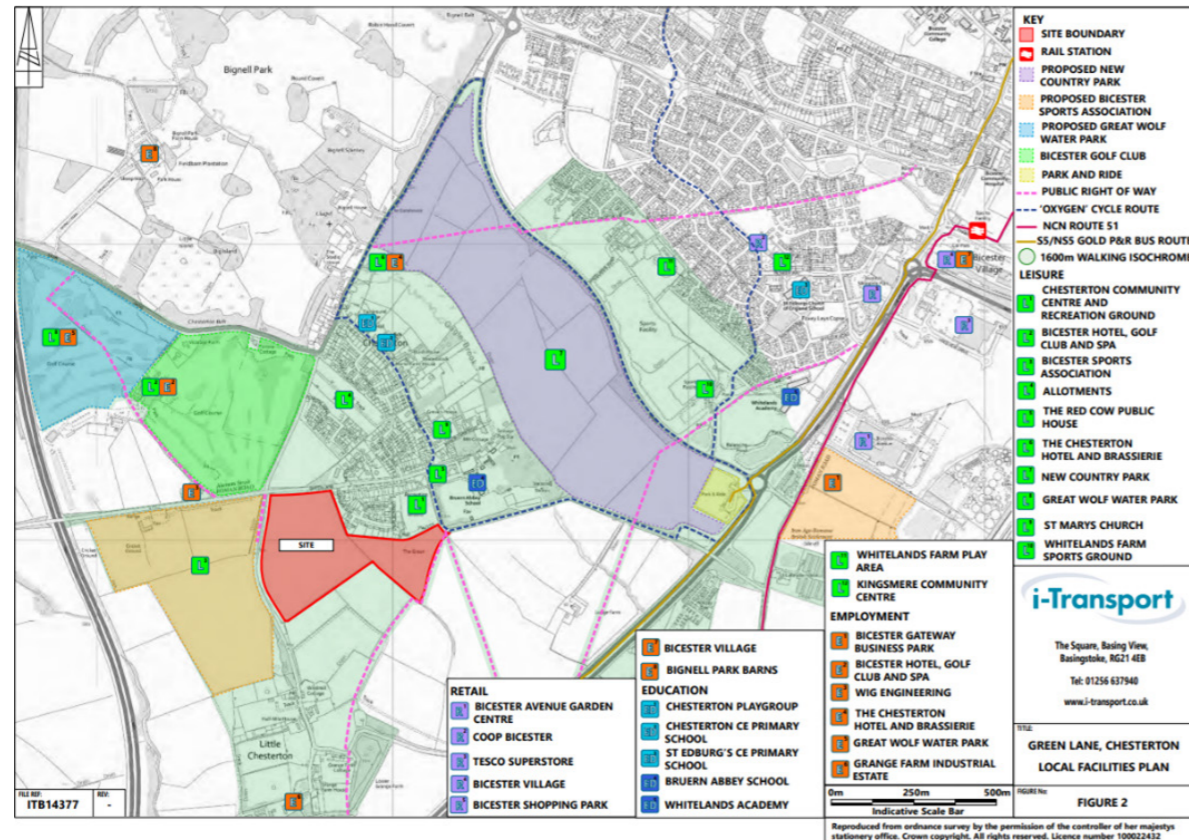 Bignell Park
Chesterton
Little
Chesterton
Bicester
Village
SITE
KEY
SITE BOUNDARY
RAIL STATION
PROPOSED NEW
COUNTRY PARK
PROPOSED BICESTER
SPORTS ASSOCIATION
PROPOSED GREAT WOLF
WATER PARK
BICESTER GOLF CLUB
PARK AND RIDE
PUBLIC RIGHT OF WAY
'OXYGEN' CYCLE ROUTE
NCN ROUTE 51
S5/NS5 GOLD P&R BUS ROUTE
1600m WALKING ISOCHROME
LEISURE
CHESTERTON COMMUNITY
CENTRE AND
RECREATION GROUND
BICESTER HOTEL, GOLF
CLUB AND SPA
BICESTER SPORTS
ASSOCIATION
ALLOTMENTS
THE RED COW PUBLIC
HOUSE
THE CHESTERTON
HOTEL AND BRASSIERIE
NEW COUNTRY PARK
GREAT WOLF WATER PARK
ST MARYS CHURCH
WHITELANDS FARM
SPORTS GROUND
WHITELANDS FARM PLAY
AREA
KINGSMERE COMMUNITY
CENTRE
EMPLOYMENT
BICESTER GATEWAY
BUSINESS PARK
BICESTER HOTEL, GOLF
CLUB AND SPA
WIG ENGINEERING
THE CHESTERTON
HOTEL AND BRASSIERIE
GREAT WOLF WATER PARK
GRANGE FARM INDUSTRIAL
ESTATE
BICESTER VILLAGE
BIGNELL PARK BARNS
EDUCATION
CHESTERTON PLAYGROUP
CHESTERTON CE PRIMARY
SCHOOL
ST EDBURG'S CE PRIMARY
SCHOOL
BRUERN ABBEY SCHOOL
WHITELANDS ACADEMY
RETAIL
BICESTER AVENUE GARDEN
CENTRE
COOP BICESTER
TESCO SUPERSTORE
BICESTER VILLAGE
BICESTER SHOPPING PARK
i-Transport
The Square, Basing View,
Basingstoke, RG21 4EB
Tel: 01256 637940
www.i-transport.co.uk
TITLE:
GREEN LANE, CHESTERTON
LOCAL FACILITIES PLAN
FIGURE No:
FIGURE 2
FILE REF:
ITB14377
REV:
-
0m 250m 500m
Indicative Scale Bar
Reproduced from ordnance survey by the permission of the controller of her majestys
stationery office. Crown copyright. All rights reserved. Licence number 100022432